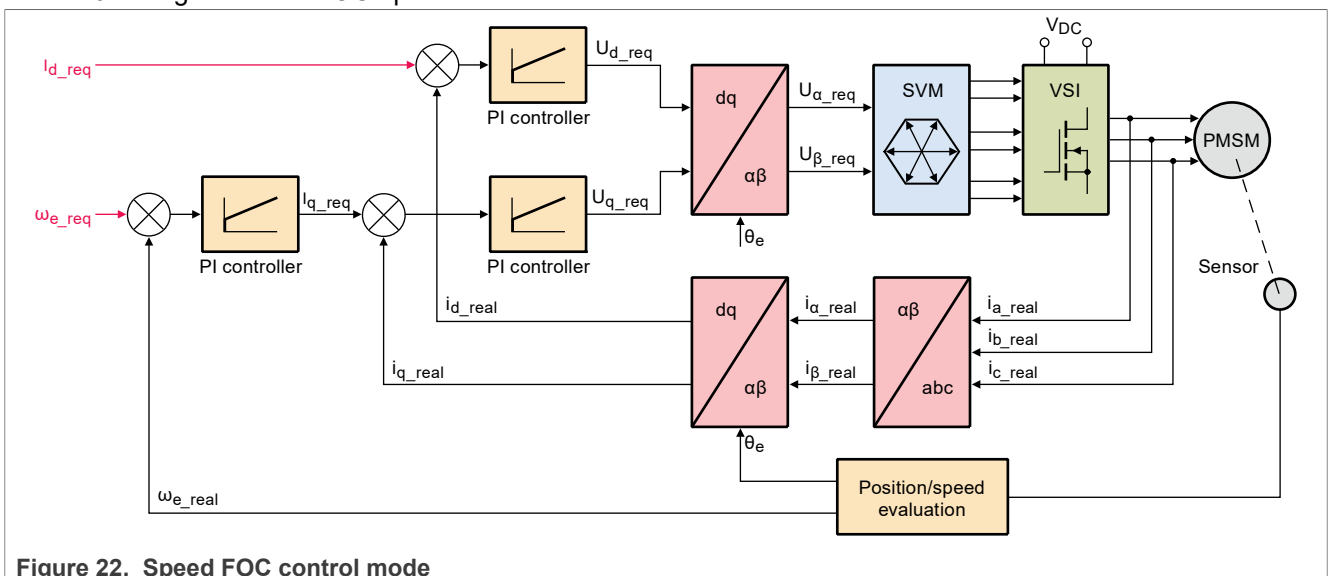 V_DC
I_d_req
U_d_req
PI controller
dq
αβ
U_α_req
U_β_req
SVM
VSI
PMSM
ω_e_req
PI controller
I_q_req
U_q_req
PI controller
θ_e
Sensor
i_d_real
i_q_real
dq
αβ
i_α_real
i_β_real
αβ
abc
i_a_real
i_b_real
i_c_real
θ_e
ω_e_real
Position/speed
evaluation
Figure 22. Speed FOC control mode